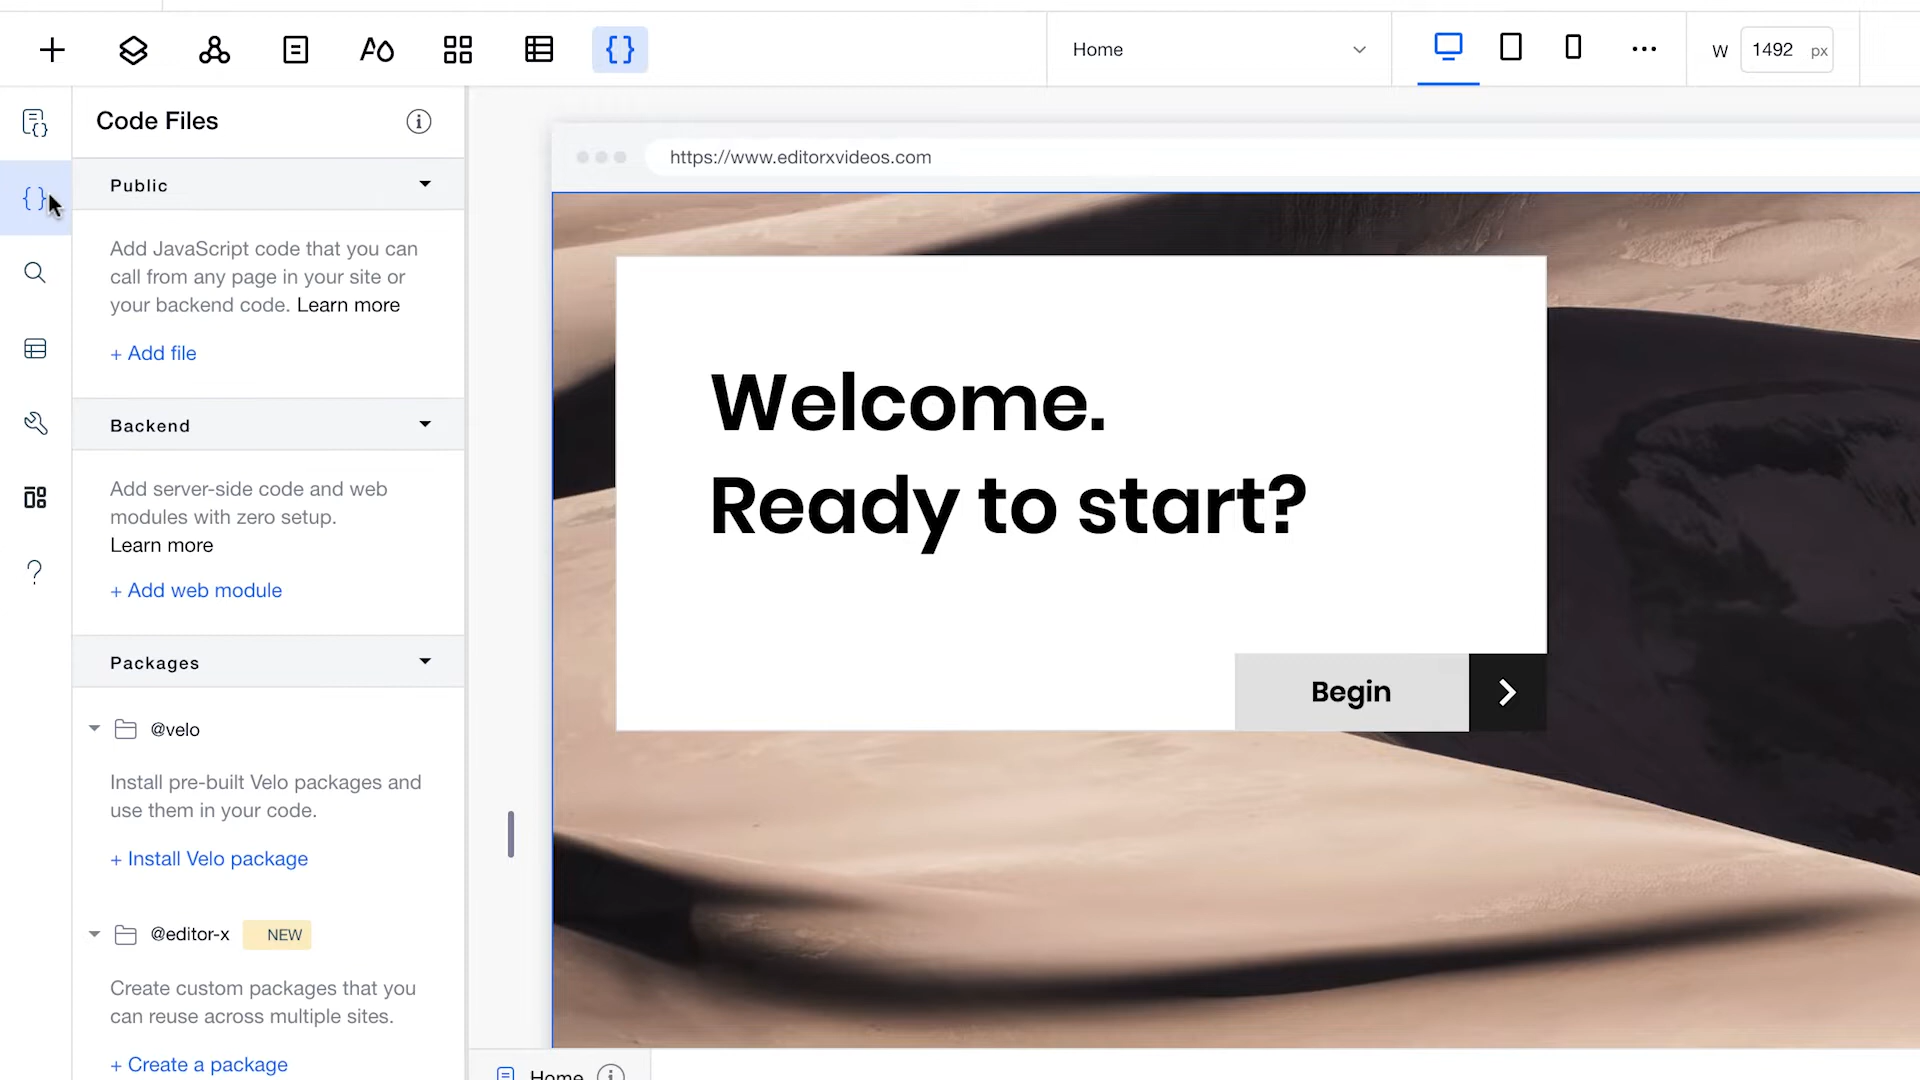 Home
W 1492 px
Code Files
Public
Add JavaScript code that you can
call from any page in your site or
your backend code. Learn more
+ Add file
Backend
Add server-side code and web
modules with zero setup.
Learn more
+ Add web module
Packages
@velo
Install pre-built Velo packages and
use them in your code.
+ Install Velo package
@editor-x NEW
Create custom packages that you
can reuse across multiple sites.
+ Create a package
https://www.editorxvideos.com
Welcome.
Ready to start?
Begin
Home